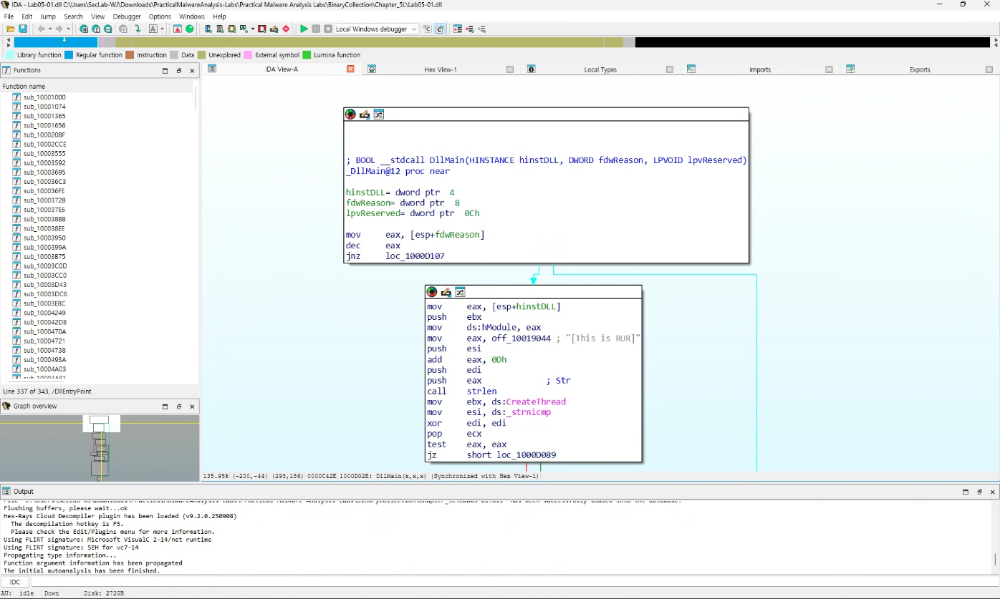 IDA - Lab05-01.dll C:\Users\SecLab-WJ\Downloads\PracticalMalwareAnalysis-Labs\Practical Malware Analysis Labs\BinaryCollection\Chapter_5L\Lab05-01.dll
File Edit Jump Search View Debugger Options Windows Help
Local Windows debugger
Library function Regular function Instruction Data Unexplored External symbol Lumina function
Functions
IDA View-A Hex View-1 Local Types Imports Exports
Function name
sub_10001000
sub_10001074
sub_10001365
sub_10001656
sub_1000208F
sub_10002CCE
sub_10003555
sub_10003592
sub_10003695
sub_100036C3
sub_100036FE
sub_1000372B
sub_100037E6
sub_100038BB
sub_100038EE
sub_10003950
sub_1000399A
sub_10003B75
sub_10003C0D
sub_10003CC0
sub_10003D43
sub_10003DC6
sub_10003EBC
sub_10004249
sub_100042DB
sub_1000470A
sub_10004721
sub_10004738
sub_1000493A
sub_10004A03
Line 337 of 343, /DllEntryPoint
Graph overview
; BOOL __stdcall DllMain(HINSTANCE hinstDLL, DWORD fdwReason, LPVOID lpvReserved)
_DllMain@12 proc near
hinstDLL= dword ptr 4
fdwReason= dword ptr 8
lpvReserved= dword ptr 0Ch
mov eax, [esp+fdwReason]
dec eax
jnz loc_1000D107
mov eax, [esp+hinstDLL]
push ebx
mov ds:hModule, eax
mov eax, off_10019044 ; "[This is RUR]"
push esi
add eax, 0Dh
push edi
push eax ; Str
call strlen
mov ebx, ds:CreateThread
mov esi, ds:_strnicmp
xor edi, edi
pop ecx
test eax, eax
jz short loc_1000D089
135.95% (-200,-44) (298,186) 0000C42E 1000D02E: DllMain(x,x,x) (Synchronized with Hex View-1)
Output
Flushing buffers, please wait...ok
Hex-Rays Cloud Decompiler plugin has been loaded (v9.2.0.250908)
The decompilation hotkey is F5.
Please check the Edit/Plugins menu for more information.
Using FLIRT signature: Microsoft VisualC 2-14/net runtime
Using FLIRT signature: SEH for vc7-14
Propagating type information...
Function argument information has been propagated
The initial autoanalysis has been finished.
IDC
AU: idle Down Disk: 272GB